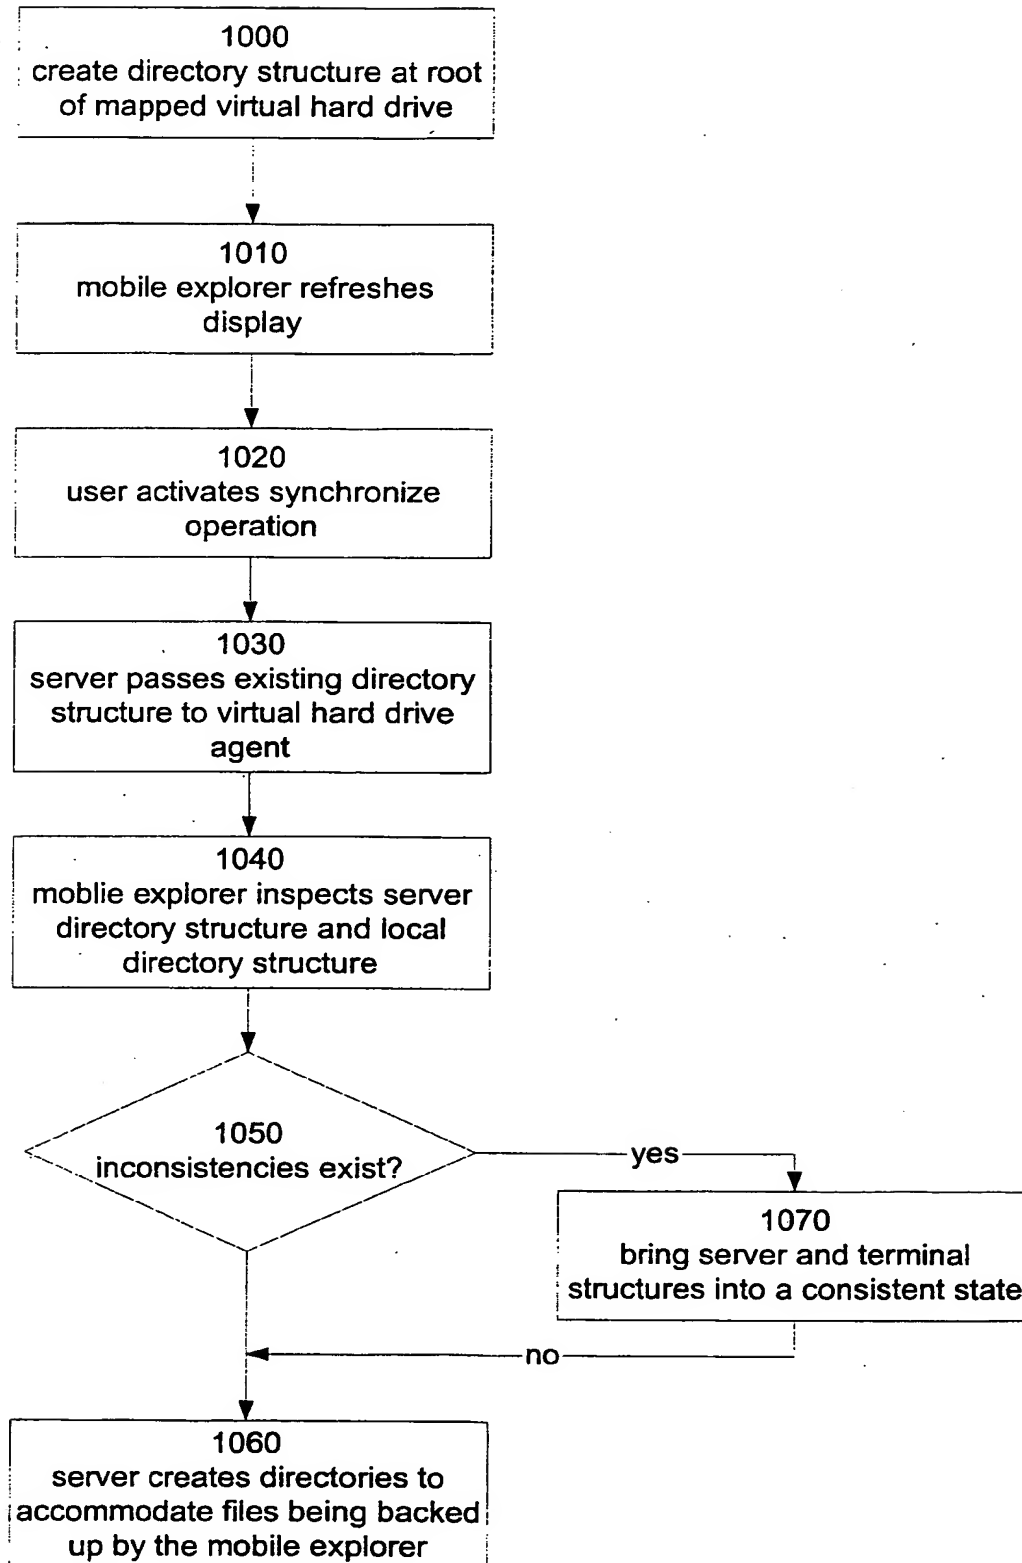 1000
create directory structure at root
of mapped virtual hard drive
1010
mobile explorer refreshes
display
1020
user activates synchronize
operation
1030
server passes existing directory
structure to virtual hard drive
agent
1040
moblie explorer inspects server
directory structure and local
directory structure
1050
inconsistencies exist?
yes
1070
bring server and terminal
structures into a consistent state
no
1060
server creates directories to
accommodate files being backed
up by the mobile explorer